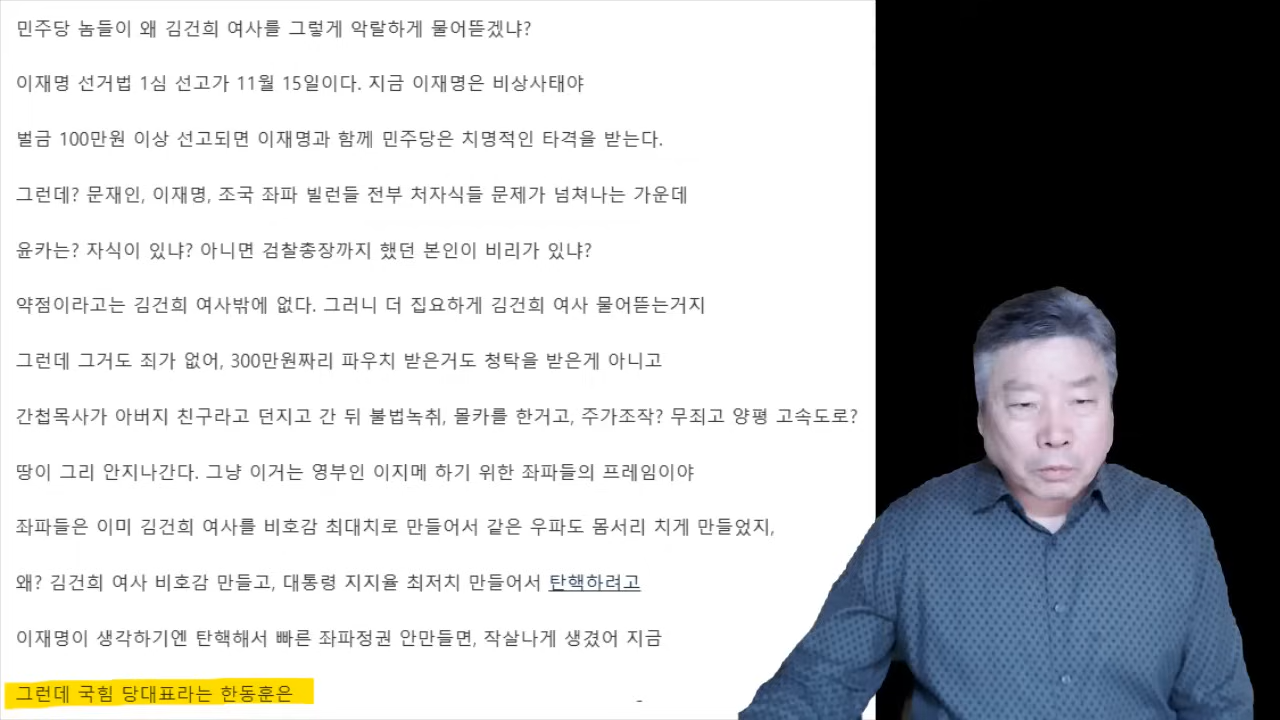 민주당 놈들이 왜 김건희 여사를 그렇게 악랄하게 물어뜯겠냐?
이재명 선거법 1심 선고가 11월 15일이다. 지금 이재명은 비상사태야
벌금 100만원 이상 선고되면 이재명과 함께 민주당은 치명적인 타격을 받는다.
그런데? 문재인, 이재명, 조국 좌파 빌런들 전부 처자식들 문제가 넘쳐나는 가운데
윤카는? 자식이 있냐? 아니면 검찰총장까지 했던 본인이 비리가 있냐?
약점이라고는 김건희 여사밖에 없다. 그러니 더 집요하게 김건희 여사 물어뜯는거지
그런데 그거도 죄가 없어, 300만원짜리 파우치 받은거도 청탁을 받은게 아니고
간첩목사가 아버지 친구라고 던지고 간 뒤 불법녹취, 몰카를 한거고, 주가조작? 무죄고 양평 고속도로?
땅이 그리 안지나간다. 그냥 이거는 영부인 이지메 하기 위한 좌파들의 프레임이야
좌파들은 이미 김건희 여사를 비호감 최대치로 만들어서 같은 우파도 몸서리 치게 만들었지,
왜? 김건희 여사 비호감 만들고, 대통령 지지율 최저치 만들어서 탄핵하려고
이재명이 생각하기엔 탄핵해서 빠른 좌파정권 안만들면, 작살나게 생겼어 지금
그런데 국힘 당대표라는 한동훈은